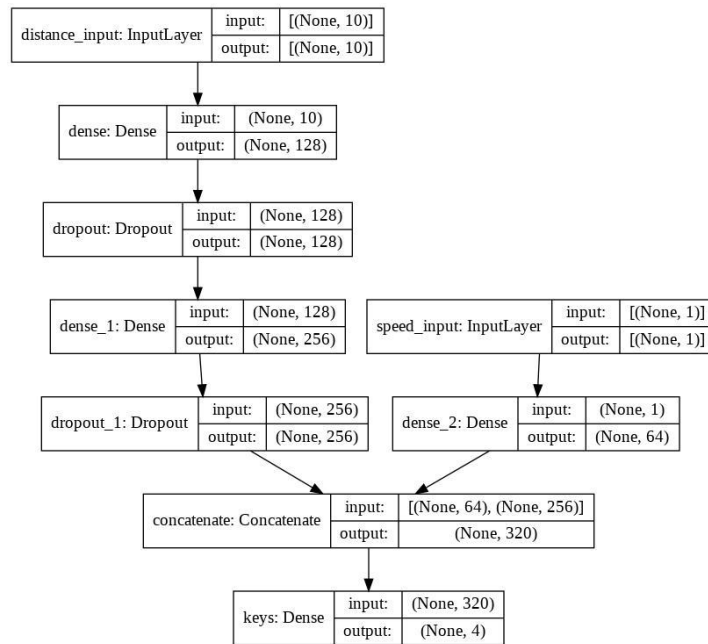 distance_input: InputLayer
input: [(None, 10)]
output: [(None, 10)]
dense: Dense
input: (None, 10)
output: (None, 128)
dropout: Dropout
input: (None, 128)
output: (None, 128)
dense_1: Dense
input: (None, 128)
output: (None, 256)
speed_input: InputLayer
input: [(None, 1)]
output: [(None, 1)]
dropout_1: Dropout
input: (None, 256)
output: (None, 256)
dense_2: Dense
input: (None, 1)
output: (None, 64)
concatenate: Concatenate
input: [(None, 64), (None, 256)]
output: (None, 320)
keys: Dense
input: (None, 320)
output: (None, 4)